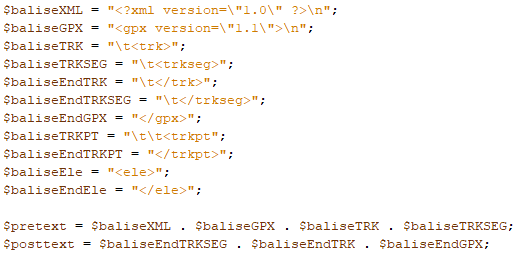 $baliseXML = "<?xml version=\"1.0\" ?>\n";
$baliseGPX = "<gpx version=\"1.1\">\n";
$baliseTRK = "\t<trk>";
$baliseTRKSEG = "\t<trkseg>";
$baliseEndTRK = "\t</trk>";
$baliseEndTRKSEG = "\t</trkseg>";
$baliseEndGPX = "</gpx>";
$baliseTRKPT = "\t\t<trkpt";
$baliseEndTRKPT = "</trkpt>";
$baliseEle = "<ele>";
$baliseEndEle = "</ele>";
$pretext = $baliseXML . $baliseGPX . $baliseTRK . $baliseTRKSEG;
$posttext = $baliseEndTRKSEG . $baliseEndTRK . $baliseEndGPX;